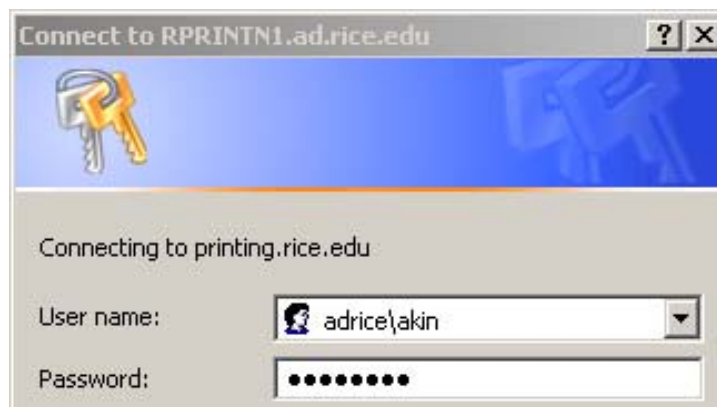 Connect to RPRINTN1.ad.rice.edu
Connecting to printing.rice.edu
User name: adrice\akin
Password: ●●●●●●●●